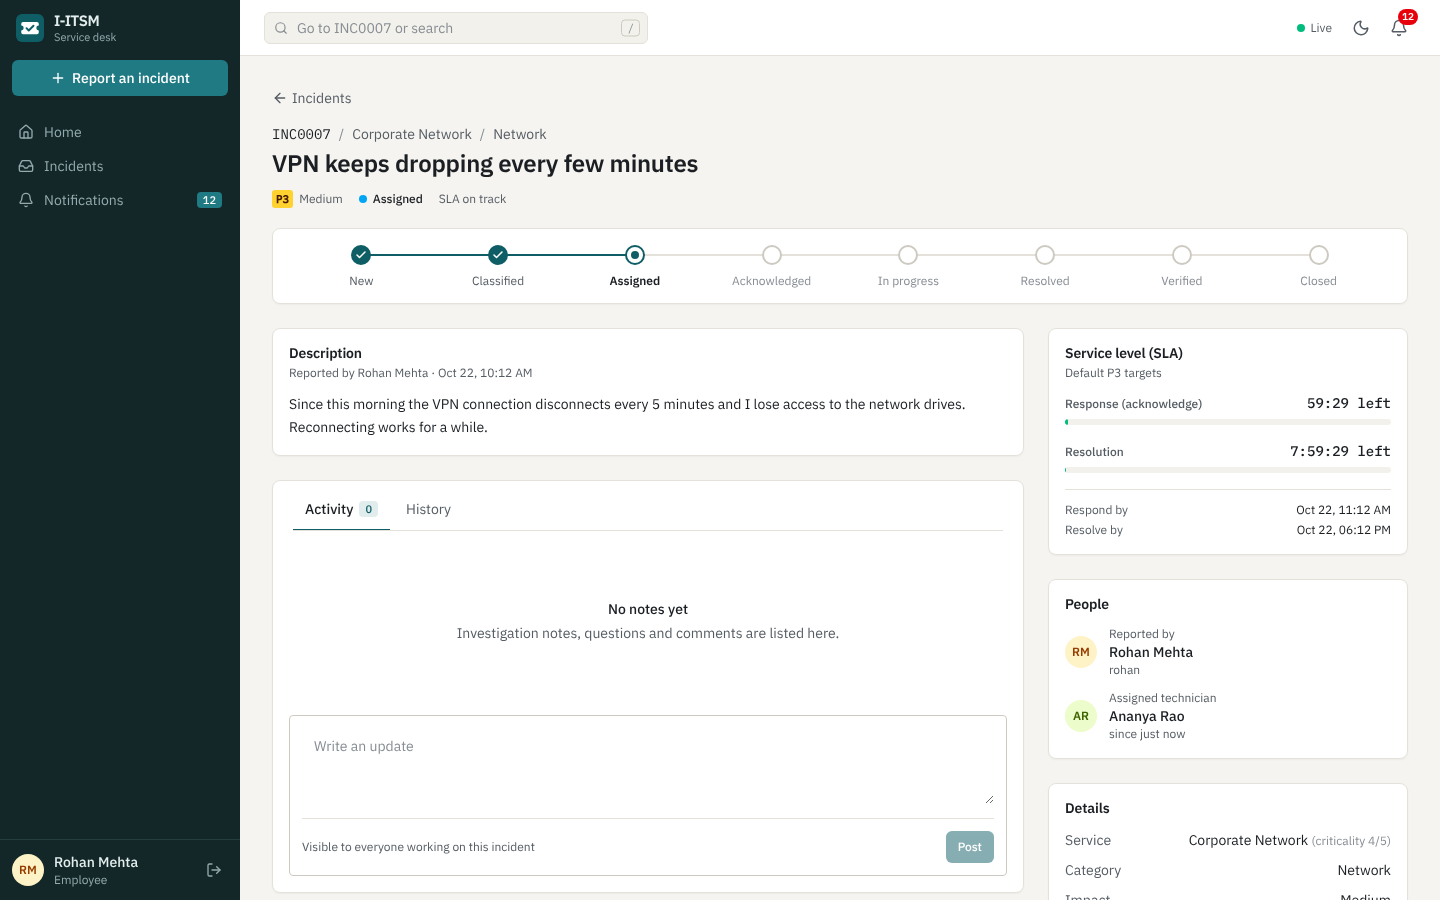 I-ITSM
Service desk
Report an incident
Home
Incidents
Notifications 12
Rohan Mehta
Employee
RM
Go to INC0007 or search /
Live
12
Incidents
INC0007 / Corporate Network / Network
VPN keeps dropping every few minutes
P3 Medium Assigned SLA on track
New Classified Assigned Acknowledged In progress Resolved Verified Closed
Description
Reported by Rohan Mehta · Oct 22, 10:12 AM
Since this morning the VPN connection disconnects every 5 minutes and I lose access to the network drives.
Reconnecting works for a while.
Activity 0 History
No notes yet
Investigation notes, questions and comments are listed here.
Write an update
Visible to everyone working on this incident Post
Service level (SLA)
Default P3 targets
Response (acknowledge) 59:29 left
Resolution 7:59:29 left
Respond by Oct 22, 11:12 AM
Resolve by Oct 22, 06:12 PM
People
RM
Reported by
Rohan Mehta
rohan
AR
Assigned technician
Ananya Rao
since just now
Details
Service Corporate Network (criticality 4/5)
Category Network
Impact Medium